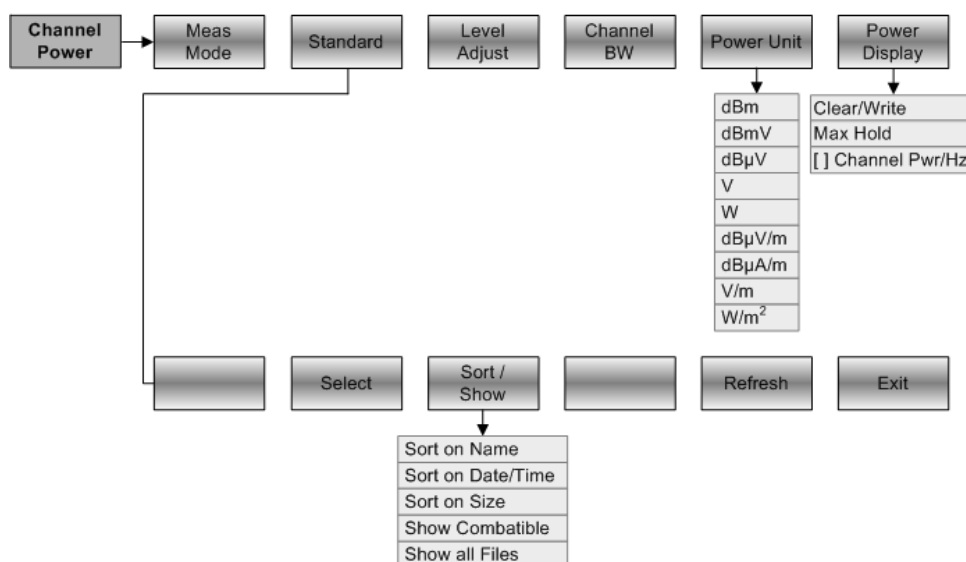 Channel
Power
Meas
Mode
Standard
Level
Adjust
Channel
BW
Power Unit
Power
Display
dBm
dBmV
dBµV
V
W
dBµV/m
dBµA/m
V/m
W/m²
Clear/Write
Max Hold
[ ] Channel Pwr/Hz
Select
Sort /
Show
Refresh
Exit
Sort on Name
Sort on Date/Time
Sort on Size
Show Combatible
Show all Files